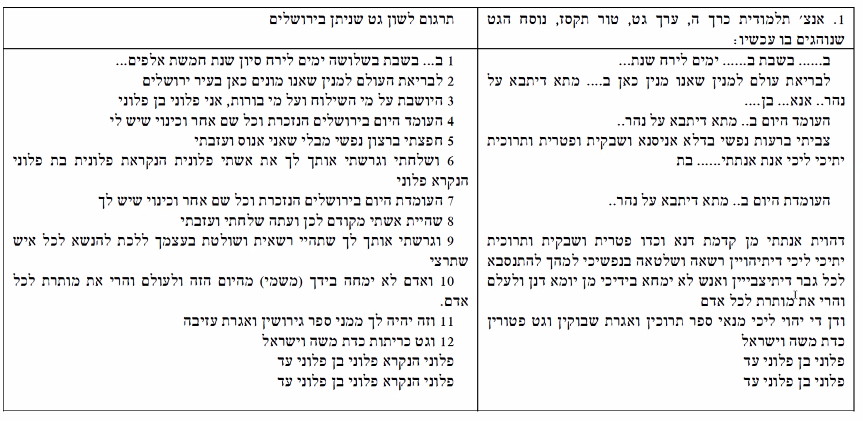 1. אנצ׳ תלמודית כרך ה, ערך גט, טור תקסז, נוסח הגט
שנוהגים בו עכשיו:
ב...... בשבת ב...... ימים לירח שנת...
לבריאת עולם למנין שאנו מנין כאן ב.... מתא דיתבא על
נהר.. אנא... בן....
העומד היום ב.. מתא דיתבא על נהר..
צביתי ברעות נפשי בדלא אניסנא ושבקית ופטרית ותרוכית
יתיכי ליכי אנת אנתתי...... בת
העומדת היום ב.. מתא דיתבא על נהר..
דהוית אנתתי מן קדמת דנא וכדו פטרית ושבקית ותרוכית
יתיכי ליכי דיתיהוויין רשאה ושלטאה בנפשיכי למהך להתנסבא
לכל גבר דיתיצבייין ואנש לא ימחא בידיכי מן יומא דנן ולעלם
והרי את מותרת לכל אדם
ודן די יהוי ליכי מנאי ספר תרוכין ואגרת שבוקין וגט פטורין
כדת משה וישראל
פלוני בן פלוני עד
פלוני בן פלוני עד
תרגום לשון גט שניתן בירושלים
1 ב... בשבת בשלושה ימים לירח סיון שנת חמשת אלפים...
2 לבריאת העולם למנין שאנו מונים כאן בעיר ירושלים
3 היושבת על מי השילוח ועל מי בורות, אני פלוני בן פלוני
4 העומד היום בירושלים הנזכרת וכל שם אחר וכינוי שיש לי
5 חפצתי ברצון נפשי מבלי שאני אנוס ועזבתי
6 ושלחתי וגרשתי אותך לך את אשתי פלונית הנקראת פלונית בת פלוני
הנקרא פלוני
7 העומדת היום בירושלים הנזכרת וכל שם אחר וכינוי שיש לך
8 שהיית אשתי מקודם לכן ועתה שלחתי ועזבתי
9 וגרשתי אותך לך שתהיי רשאית ושולטת בעצמך ללכת להנשא לכל איש
שתרצי
10 ואדם לא ימחה בידך (משמי) מהיום הזה ולעולם והרי את מותרת לכל
אדם.
11 וזה יהיה לך ממני ספר גירושין ואגרת עזיבה
12 וגט כריתות כדת משה וישראל
פלוני הנקרא פלוני בן פלוני עד
פלוני הנקרא פלוני בן פלוני עד